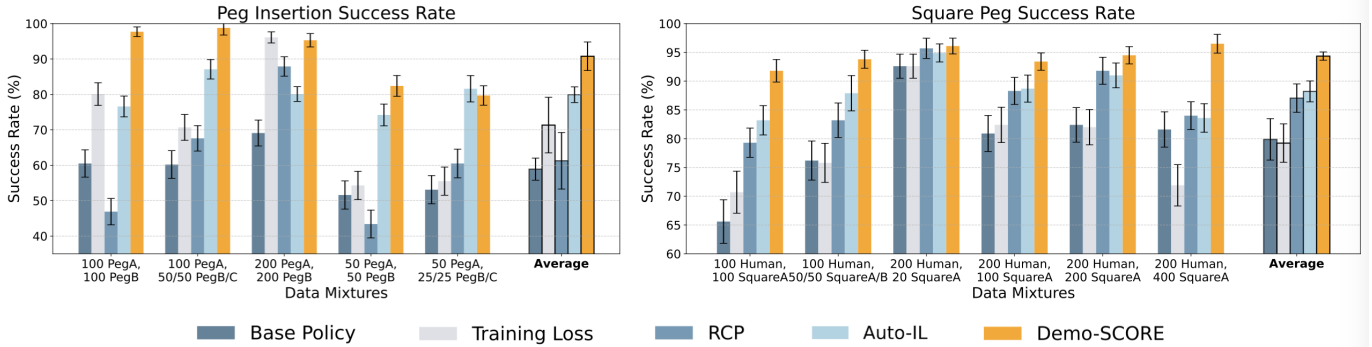 Peg Insertion Success Rate
Success Rate (%)
100
90
80
70
60
50
40
100 PegA,
100 PegB
100 PegA,
50/50 PegB/C
200 PegA,
200 PegB
50 PegA,
50 PegB
50 PegA,
25/25 PegB/C
Average
Data Mixtures
Square Peg Success Rate
Success Rate (%)
100
95
90
85
80
75
70
65
60
100 Human,
100 SquareA
100 Human,
50/50 SquareA/B
200 Human,
20 SquareA
200 Human,
100 SquareA
200 Human,
200 SquareA
200 Human,
400 SquareA
Average
Data Mixtures
Base Policy
Training Loss
RCP
Auto-IL
Demo-SCORE